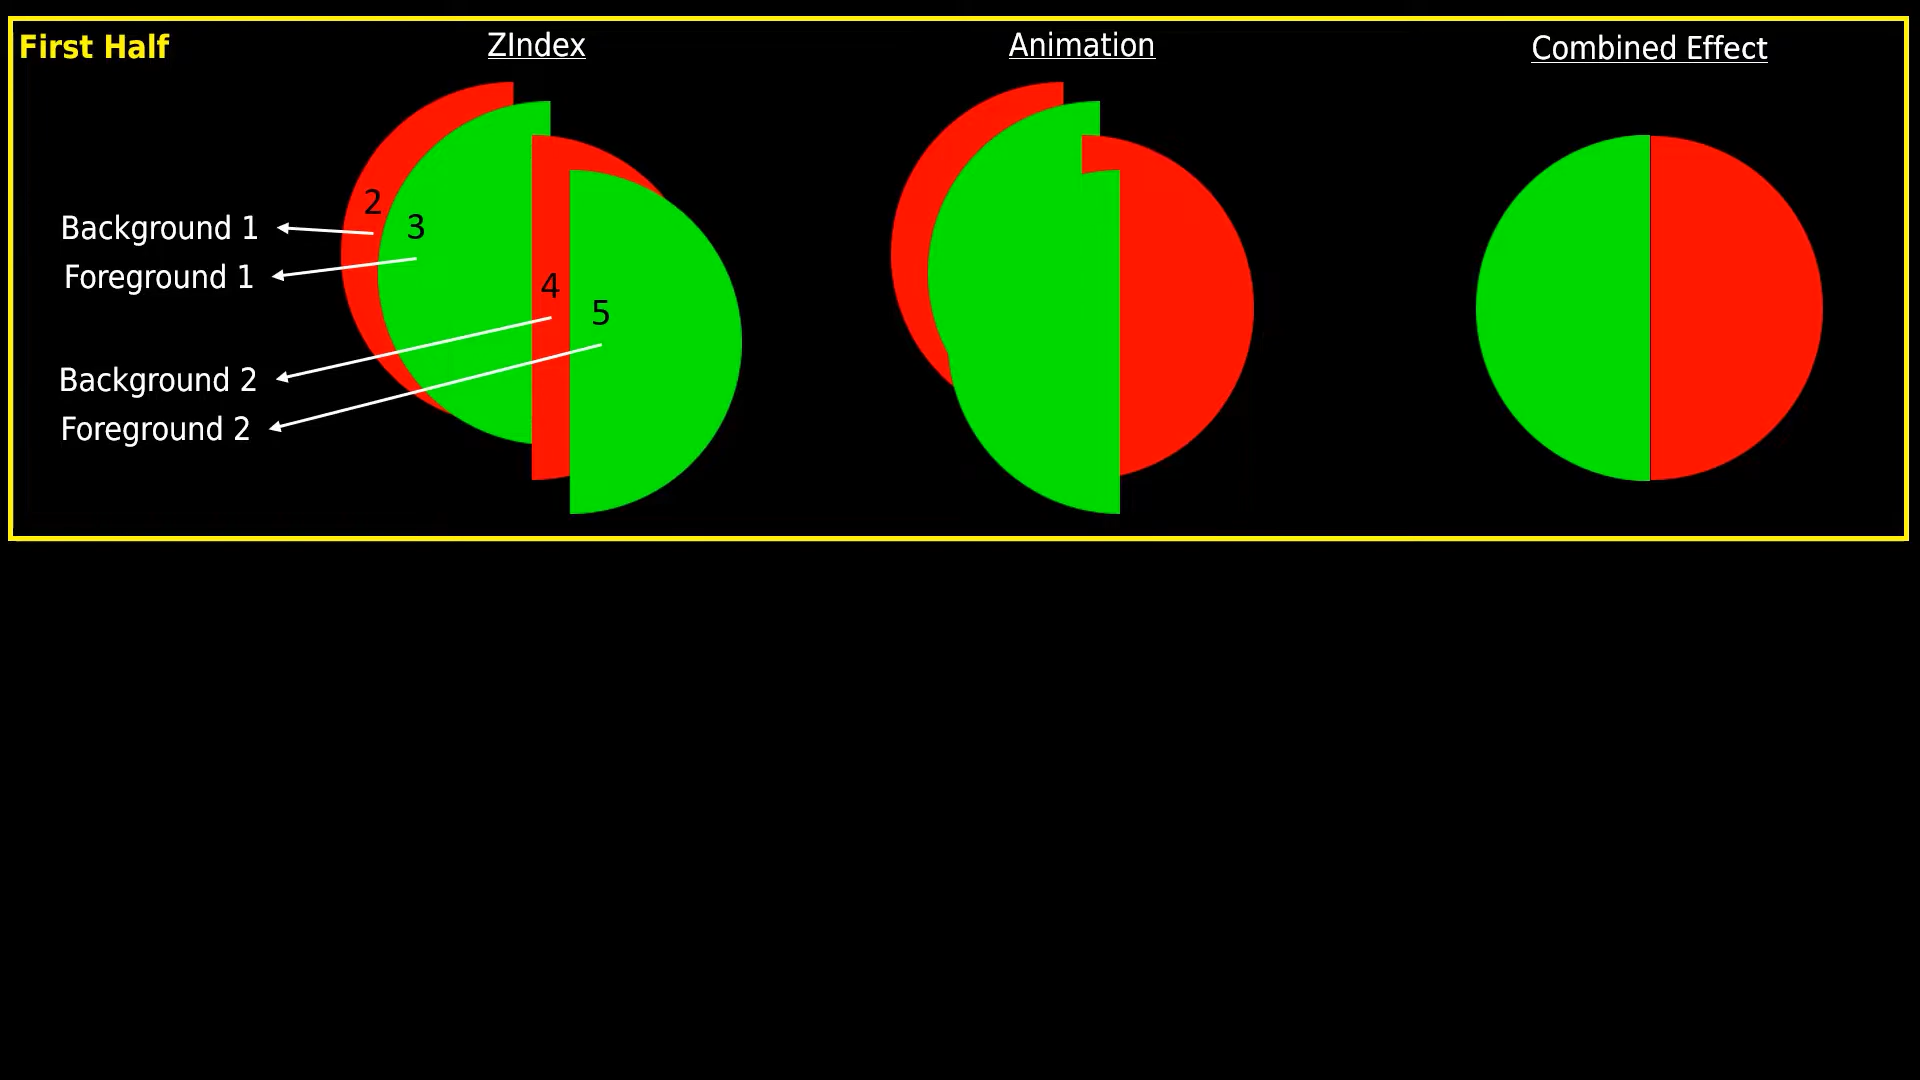 First Half
ZIndex
Animation
Combined Effect
2
3
Background 1
Foreground 1
4
5
Background 2
Foreground 2